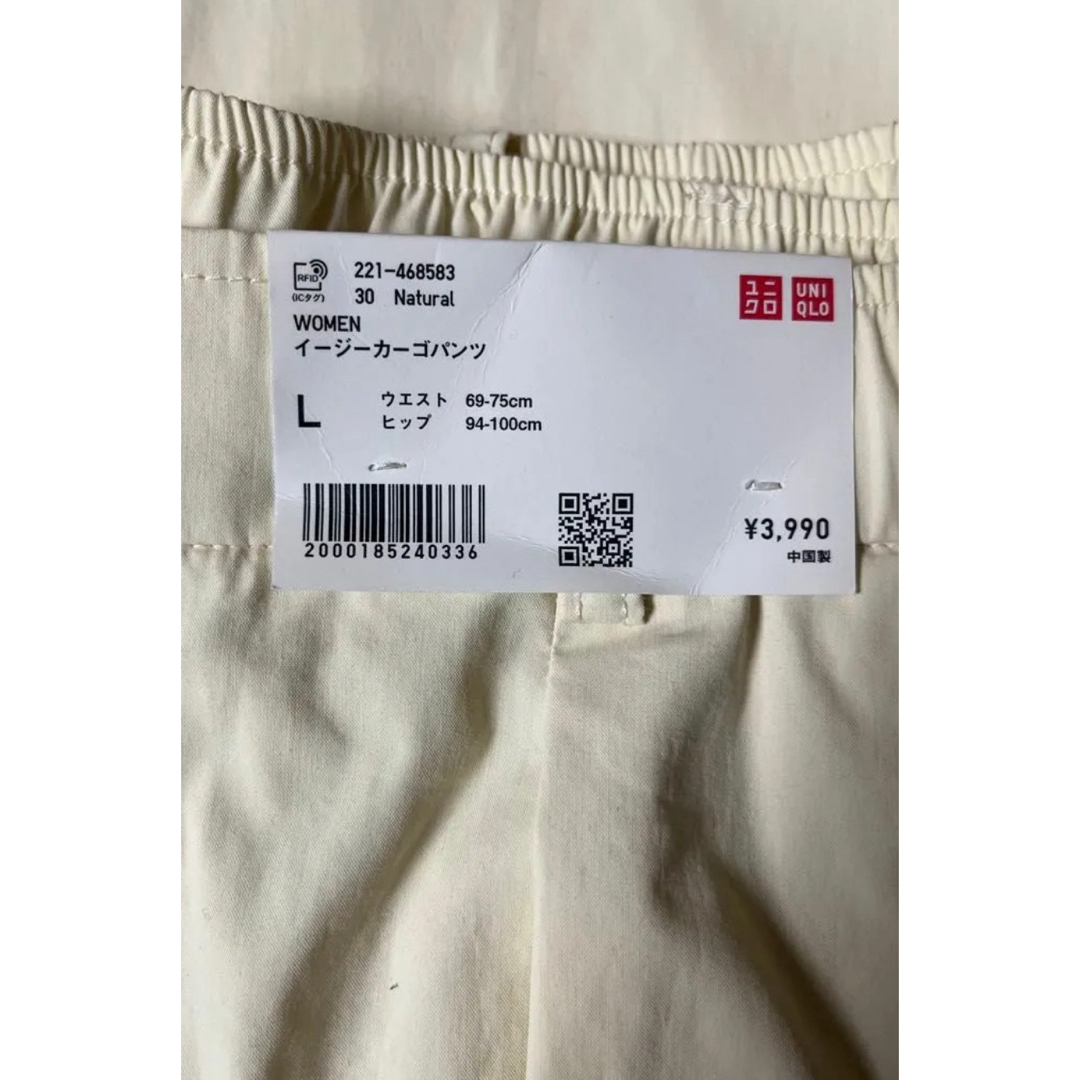 RFID
(ICタグ)
221-468583
30 Natural
WOMEN
イージーカーゴパンツ
ユニ
クロ
UNI
QLO
L
ウエスト 69-75cm
ヒップ 94-100cm
2000185240336
¥3,990
中国製